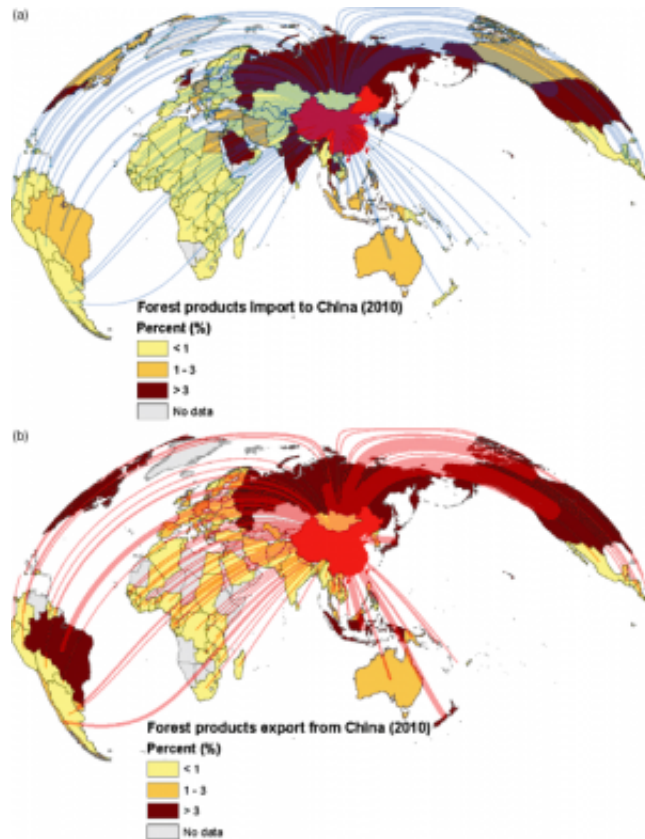 (a)
Forest products Import to China (2010)
Percent (%)
< 1
1 - 3
> 3
No data
(b)
Forest products export from China (2010)
Percent (%)
< 1
1 - 3
> 3
No data